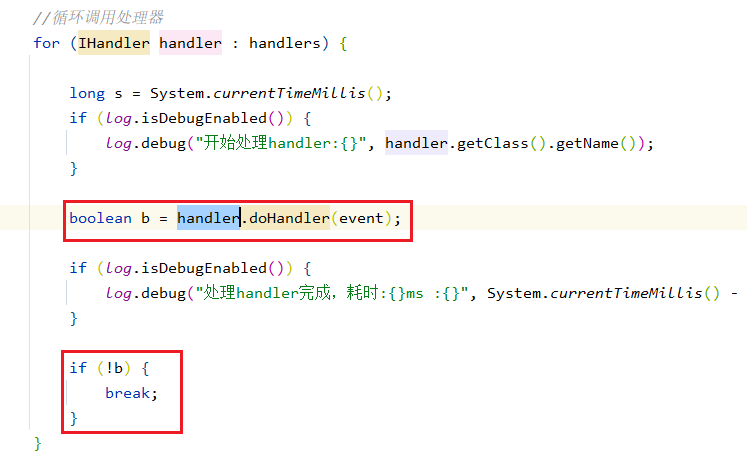 //循环调用处理器
for (IHandler handler : handlers) {
long s = System.currentTimeMillis();
if (log.isDebugEnabled()) {
log.debug("开始处理handler:{}", handler.getClass().getName());
}
boolean b = handler.doHandler(event);
if (log.isDebugEnabled()) {
log.debug("处理handler完成，耗时:{}ms :{}", System.currentTimeMillis() -
}
if (!b) {
break;
}
}